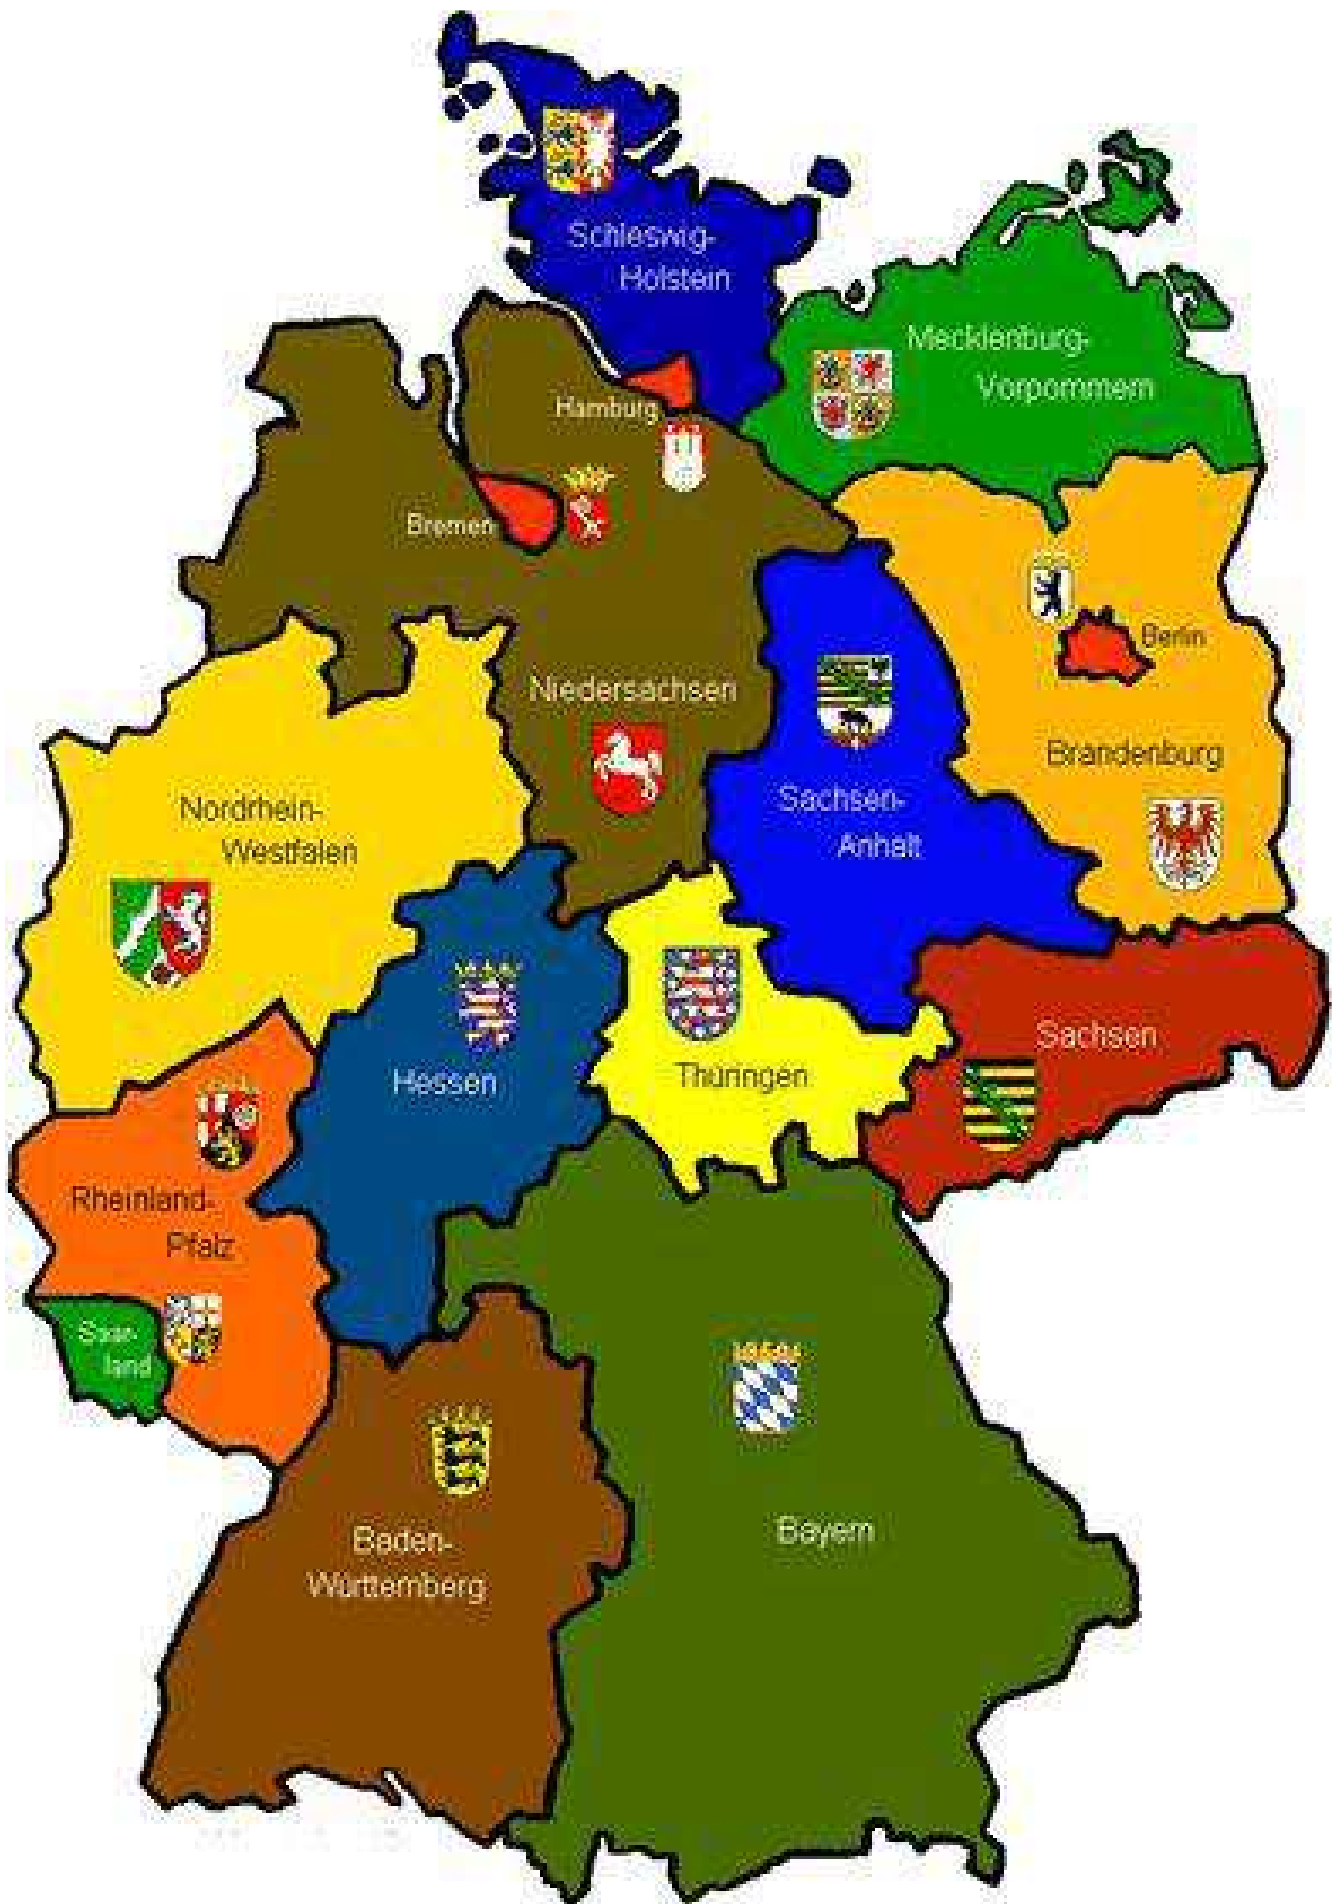 Schleswig-
Holstein
Mecklenburg-
Vorpommern
Hamburg
Bremen
Berlin
Niedersachsen
Brandenburg
Sachsen-
Anhalt
Nordrhein-
Westfalen
Sachsen
Hessen
Thüringen
Rheinland-
Pfalz
Saar-
land
Bayern
Baden-
Württemberg